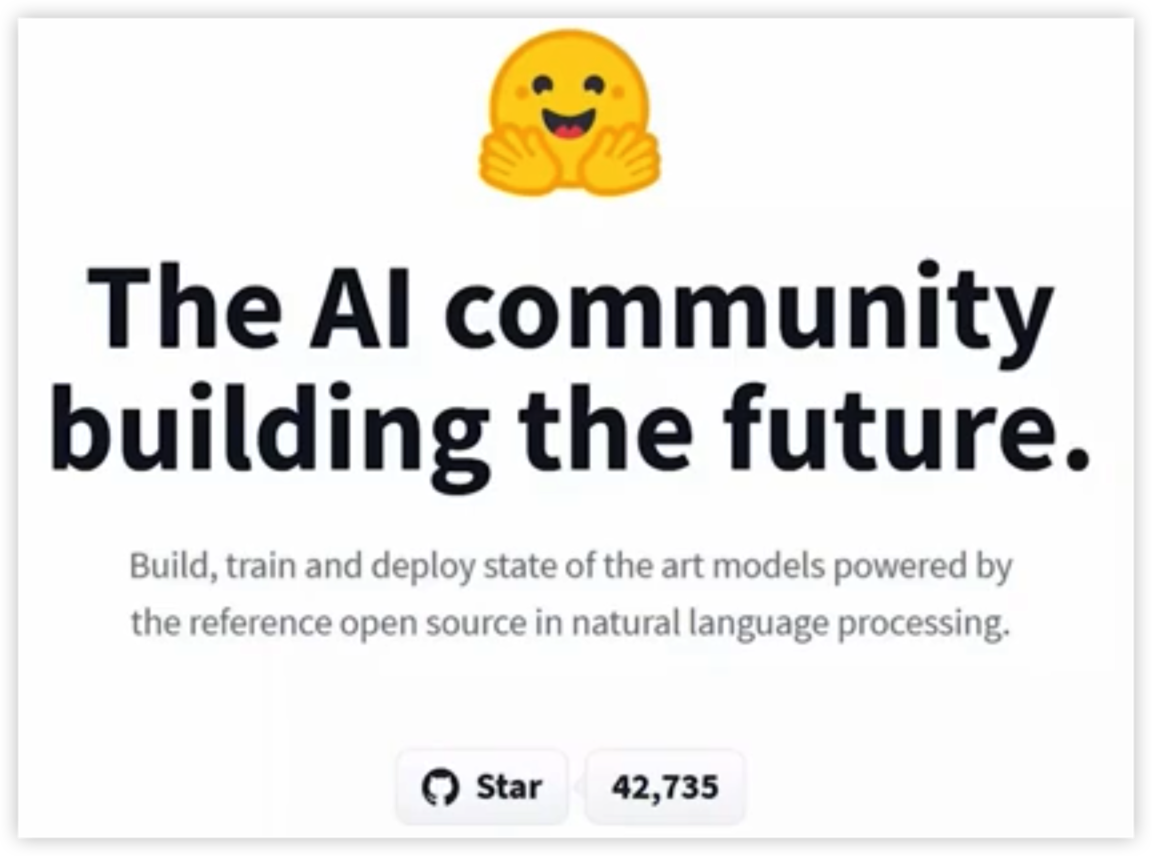 The AI community
building the future.
Build, train and deploy state of the art models powered by
the reference open source in natural language processing.
Star 42,735